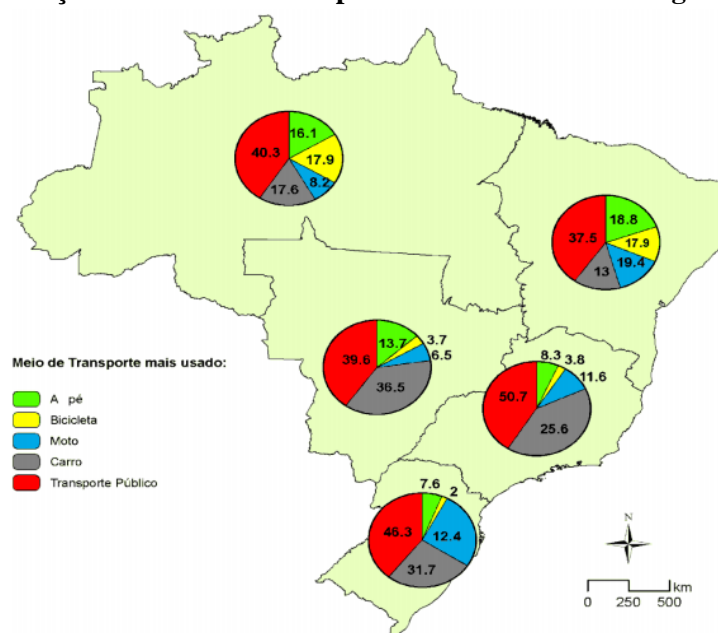 16.1
40.3
17.9
8.2
17.6
18.8
37.5
17.9
19.4
13
13.7
3.7
39.6
6.5
36.5
8.3
3.8
11.6
50.7
25.6
7.6
2
46.3
12.4
31.7
Meio de Transporte mais usado:
A pé
Bicicleta
Moto
Carro
Transporte Público
N
km
0 250 500